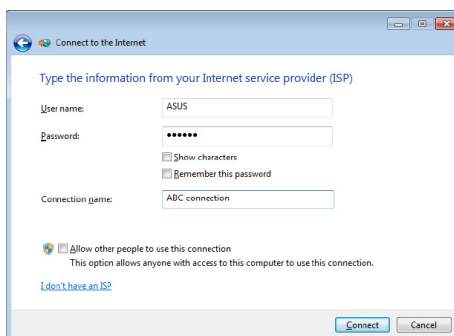 Connect to the Internet
Type the information from your Internet service provider (ISP)
User name: ASUS
Password: ••••••
Show characters
Remember this password
Connection name: ABC connection
Allow other people to use this connection
This option allows anyone with access to this computer to use this connection.
I don't have an ISP
Connect Cancel